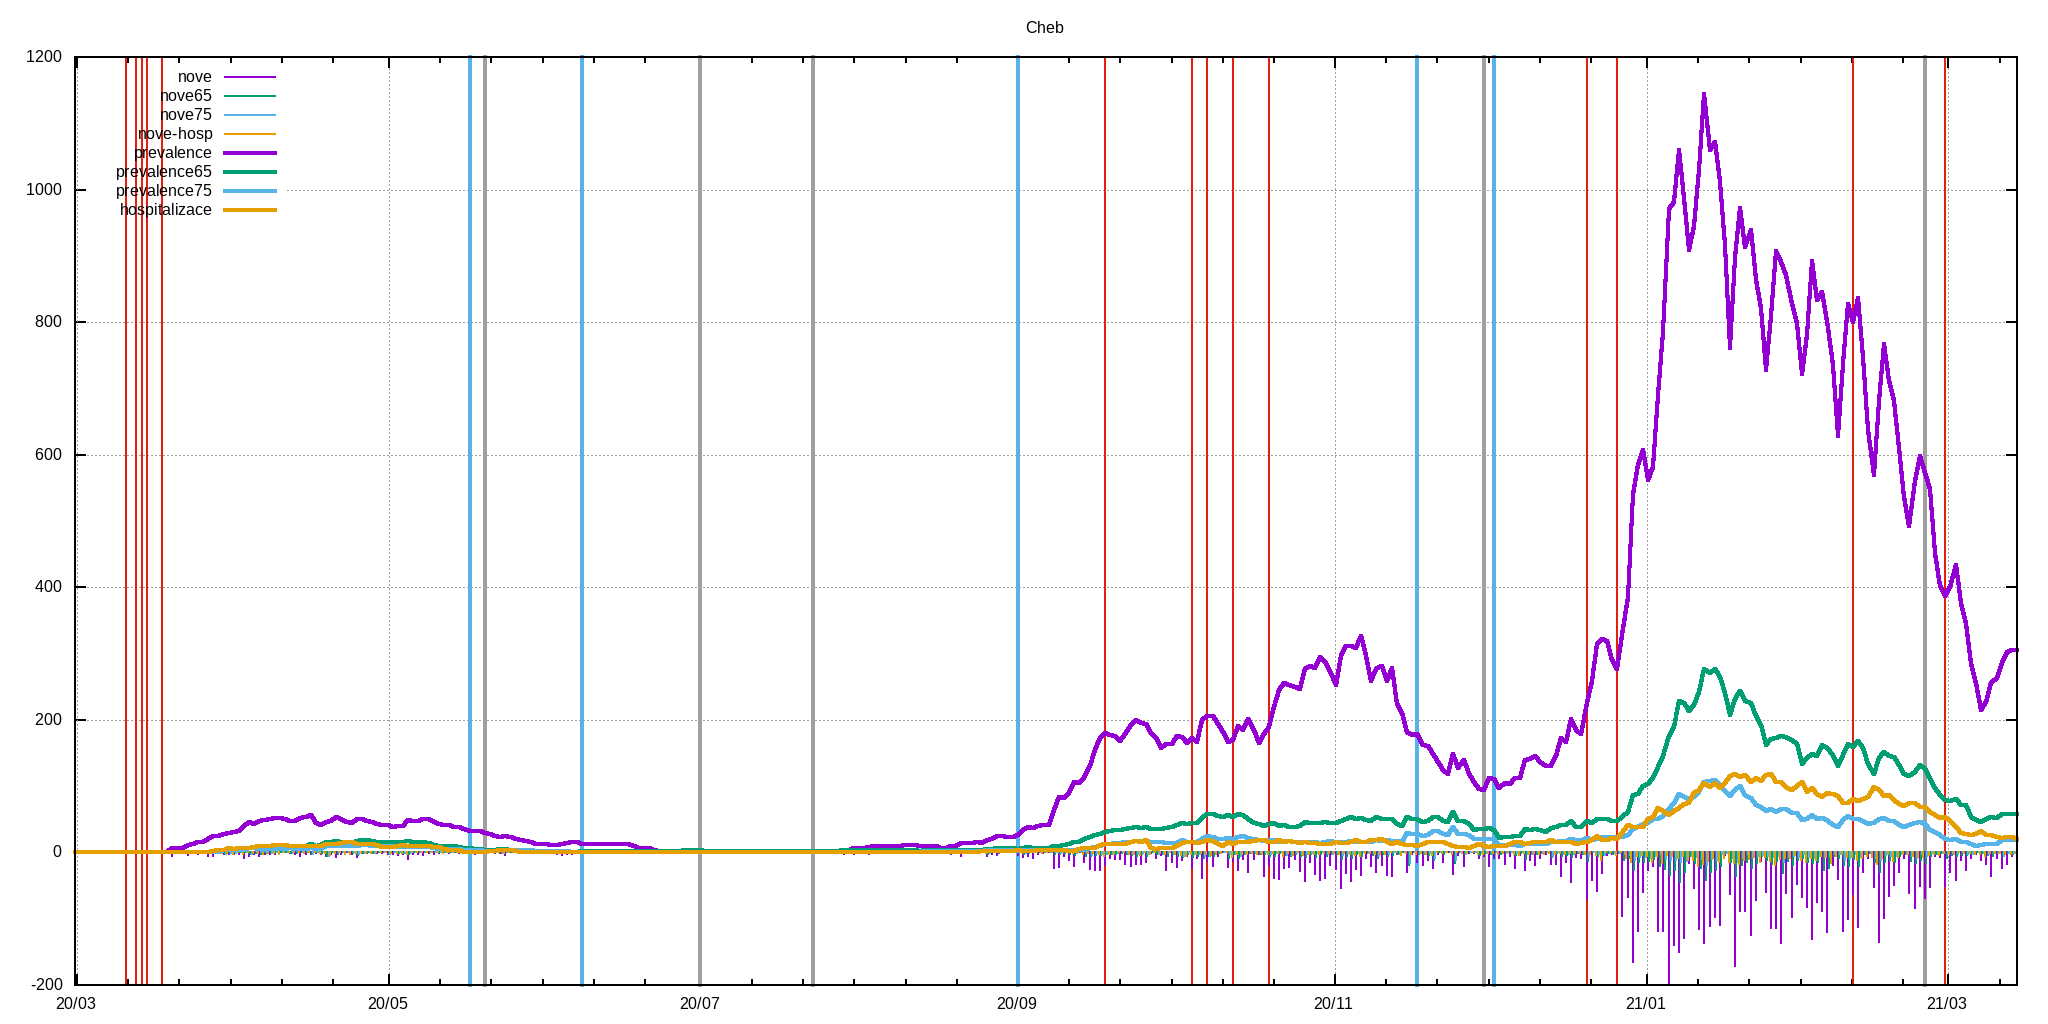 Cheb
1200
1000
800
600
400
200
0
-200
nove
nove65
nove75
nove-hosp
prevalence
prevalence65
prevalence75
hospitalizace
20/03
20/05
20/07
20/09
20/11
21/01
21/03